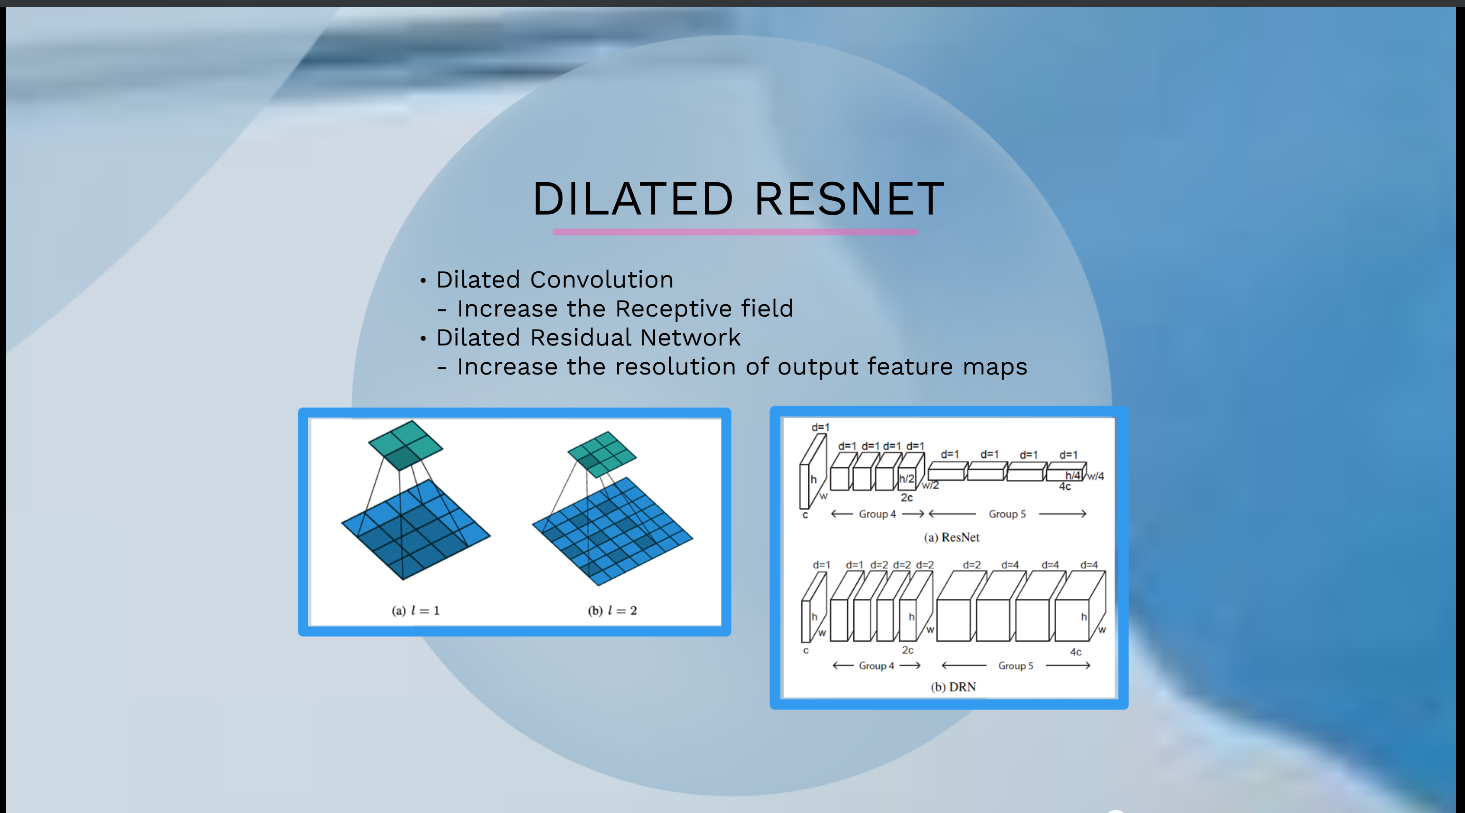 DILATED RESNET
• Dilated Convolution
- Increase the Receptive field
• Dilated Residual Network
- Increase the resolution of output feature maps
(a) l = 1
(b) l = 2
d=1
d=1 d=1 d=1 d=1
d=1 d=1 d=1 d=1
h
w
c
h/2
w/2
2c
h/4
w/4
4c
Group 4
Group 5
(a) ResNet
d=1
d=1 d=2 d=2 d=2
d=2 d=4 d=4 d=4
h
w
c
h
w
2c
h
w
4c
Group 4
Group 5
(b) DRN